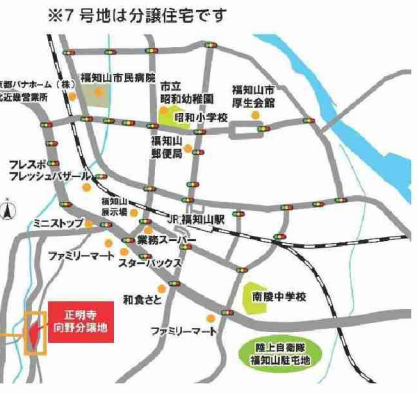 ※7号地は分譲住宅です
京都パナホーム（株）
北近畿営業所
福知山市民病院
市立
昭和幼稚園
昭和小学校
福知山市
厚生会館
福知山
郵便局
フレスポ
フレッシュバザール
福知山
展示場
JR福知山駅
ミニストップ
業務スーパー
ファミリーマート
スターバックス
和食さと
南陵中学校
正明寺
向野分譲地
ファミリーマート
陸上自衛隊
福知山駐屯地